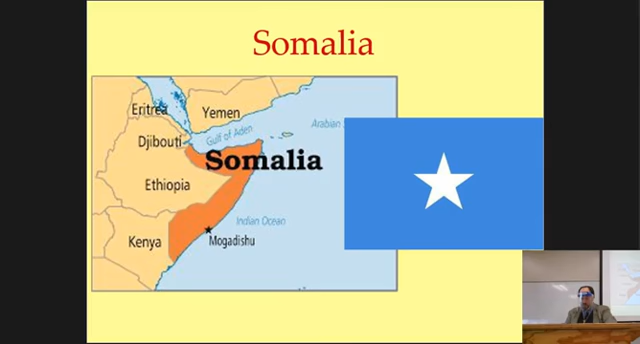 Somalia
Eritrea
Yemen
Arabian
Gulf of Aden
Djibouti
Somalia
Ethiopia
Indian Ocean
Kenya
Mogadishu